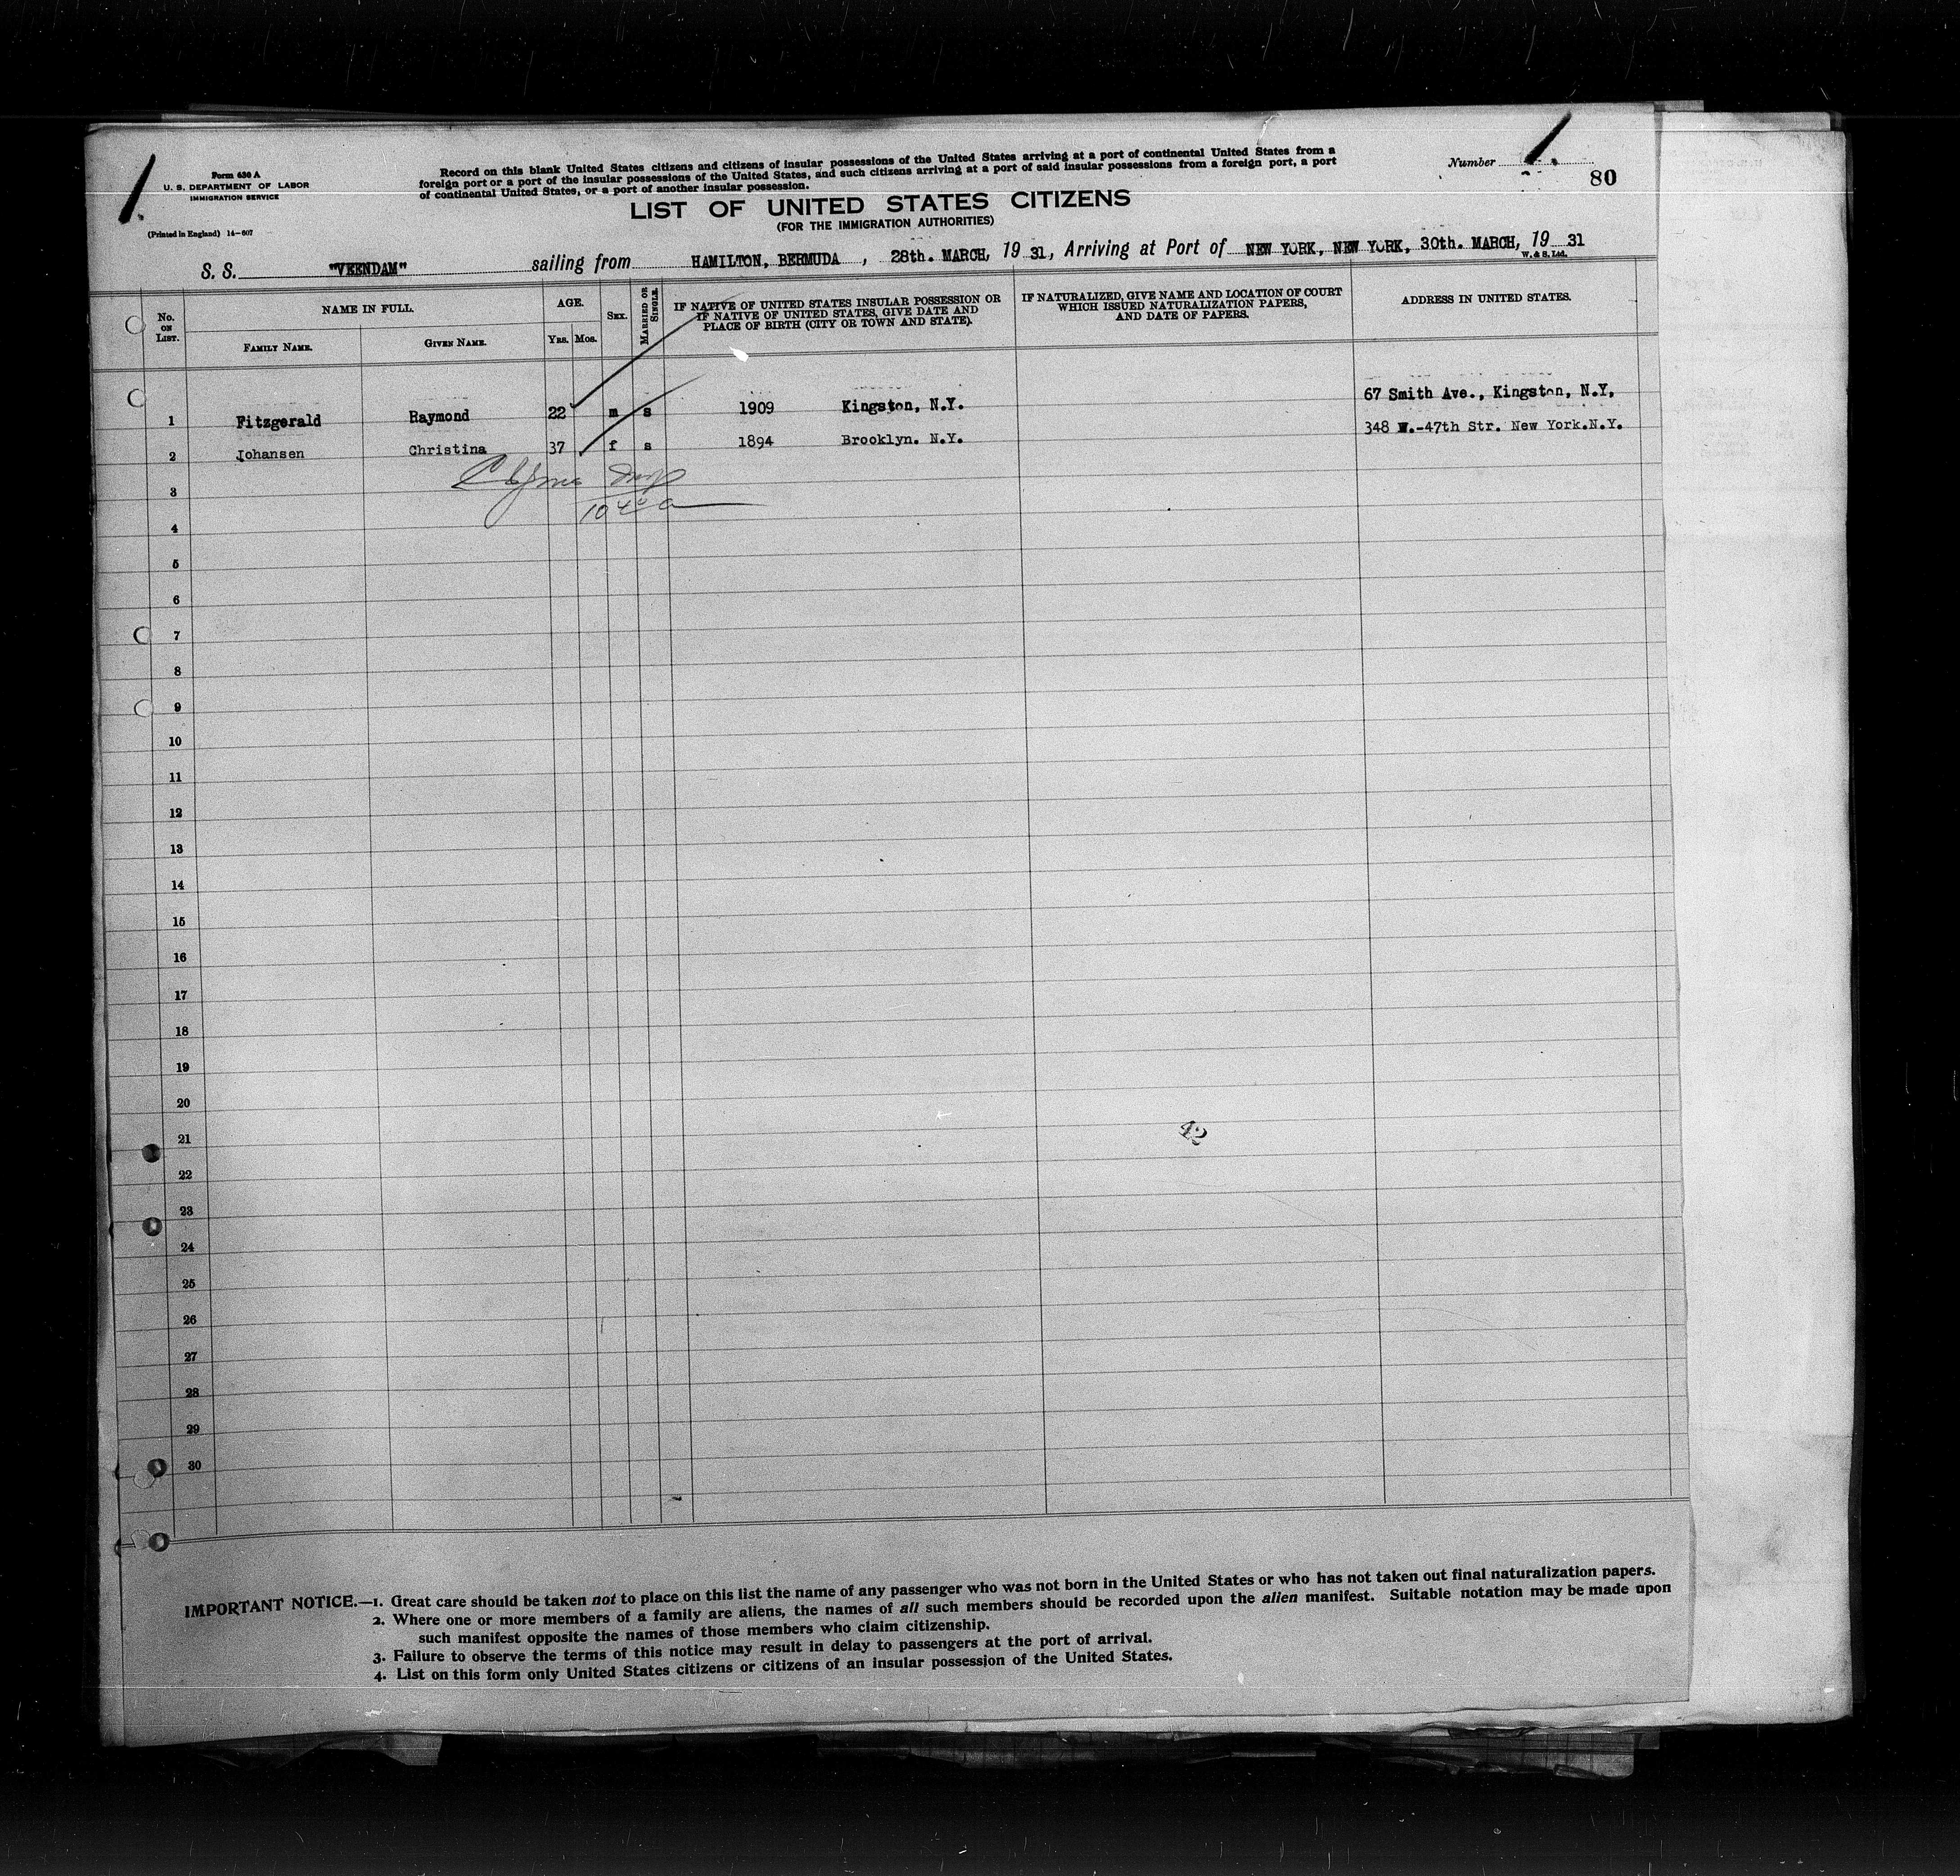 Form 630 A
U. S. DEPARTMENT OF LABOR
IMMIGRATION SERVICE
(Printed in England) 14-607
Record on this blank United States citizens and citizens of insular possessions of the United States arriving at a port of continental United States from a
foreign port or a port of the insular possessions of the United States, and such citizens arriving at a port of said insular possessions from a foreign port, a port
of continental United States, or a port of another insular possession.
Number
80
LIST OF UNITED STATES CITIZENS
(FOR THE IMMIGRATION AUTHORITIES)
S. S. "VEENDAM" sailing from HAMILTON, BERMUDA, 28th. MARCH, 19 31, Arriving at Port of NEW YORK, NEW YORK, 30th. MARCH, 19 31
W. & S. Ltd.
No. ON LIST.
NAME IN FULL.
FAMILY NAME.
GIVEN NAME.
AGE.
YRS. MOS.
SEX.
MARRIED OR SINGLE.
IF NATIVE OF UNITED STATES INSULAR POSSESSION OR
IF NATIVE OF UNITED STATES, GIVE DATE AND
PLACE OF BIRTH (CITY OR TOWN AND STATE).
IF NATURALIZED, GIVE NAME AND LOCATION OF COURT
WHICH ISSUED NATURALIZATION PAPERS,
AND DATE OF PAPERS.
ADDRESS IN UNITED STATES.
1 Fitzgerald Raymond 22 m s 1909 Kingston, N.Y. 67 Smith Ave., Kingston, N.Y,
2 Johansen Christina 37 f s 1894 Brooklyn. N.Y. 348 W.-47th Str. New York.N.Y.
3
4
5
6
7
8
9
10
11
12
13
14
15
16
17
18
19
20
21
42
22
23
24
25
26
27
28
29
30
IMPORTANT NOTICE.—1. Great care should be taken not to place on this list the name of any passenger who was not born in the United States or who has not taken out final naturalization papers.
2. Where one or more members of a family are aliens, the names of all such members should be recorded upon the alien manifest. Suitable notation may be made upon
such manifest opposite the names of those members who claim citizenship.
3. Failure to observe the terms of this notice may result in delay to passengers at the port of arrival.
4. List on this form only United States citizens or citizens of an insular possession of the United States.